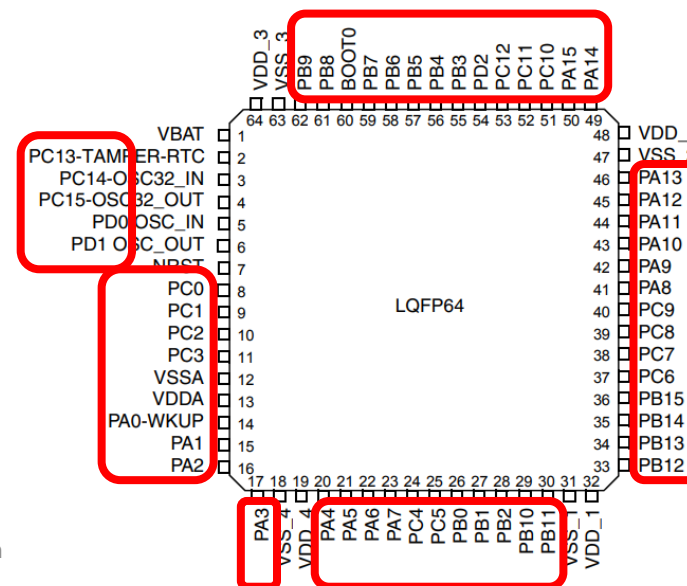 VDD_3
VSS_3
PB9
PB8
BOOT0
PB7
PB6
PB5
PB4
PB3
PD2
PC12
PC11
PC10
PA15
PA14
64 63 62 61 60 59 58 57 56 55 54 53 52 51 50 49
VBAT 1
PC13-TAMPER-RTC 2
PC14-OSC32_IN 3
PC15-OSC32_OUT 4
PD0 OSC_IN 5
PD1 OSC_OUT 6
NRST 7
PC0 8
PC1 9
PC2 10
PC3 11
VSSA 12
VDDA 13
PA0-WKUP 14
PA1 15
PA2 16
LQFP64
48 VDD_
47 VSS_
46 PA13
45 PA12
44 PA11
43 PA10
42 PA9
41 PA8
40 PC9
39 PC8
38 PC7
37 PC6
36 PB15
35 PB14
34 PB13
33 PB12
17 18 19 20 21 22 23 24 25 26 27 28 29 30 31 32
PA3
VSS_4
VDD_4
PA4
PA5
PA6
PA7
PC4
PC5
PB0
PB1
PB2
PB10
PB11
VSS_1
VDD_1